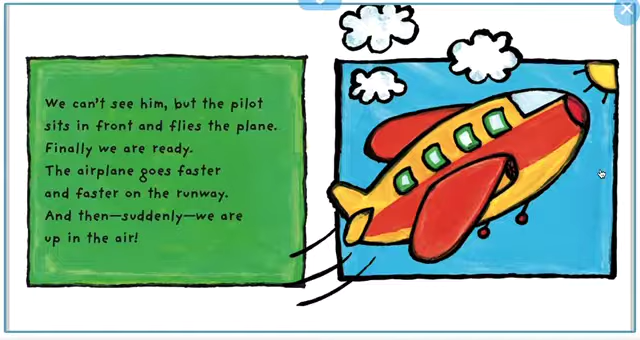 We can't see him, but the pilot
sits in front and flies the plane.
Finally we are ready.
The airplane goes faster
and faster on the runway.
And then—suddenly—we are
up in the air!